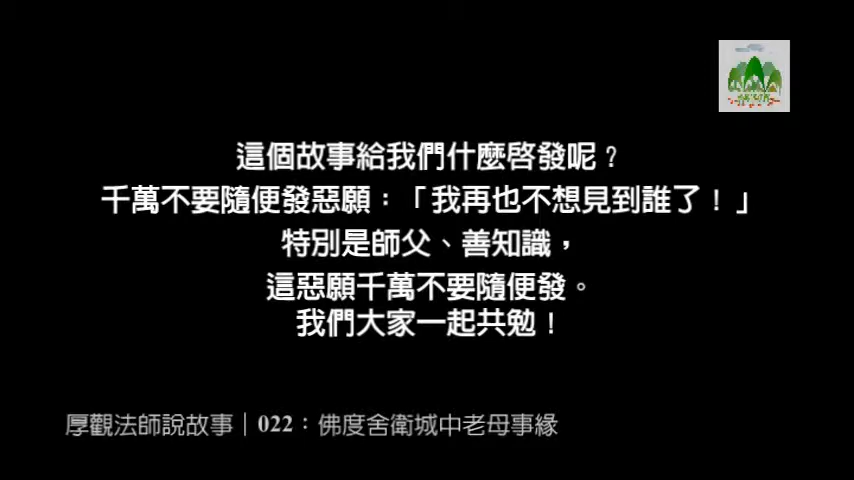 這個故事給我們什麼啓發呢？
千萬不要隨便發惡願：「我再也不想見到誰了！」
特別是師父、善知識，
這惡願千萬不要隨便發。
我們大家一起共勉！
厚觀法師說故事｜022：佛度舍衛城中老母事緣